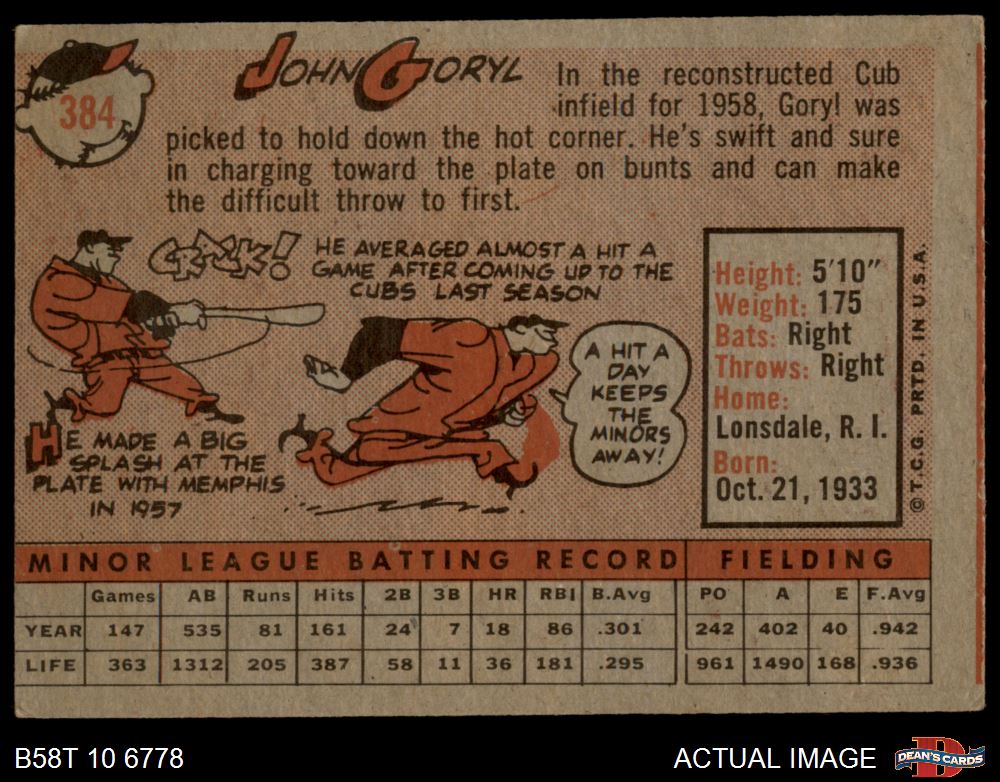 384
JOHN GORYL
In the reconstructed Cub
infield for 1958, Goryl was
picked to hold down the hot corner. He's swift and sure
in charging toward the plate on bunts and can make
the difficult throw to first.
CRACK!
HE AVERAGED ALMOST A HIT A
GAME AFTER COMING UP TO THE
CUBS LAST SEASON
HE MADE A BIG
SPLASH AT THE
PLATE WITH MEMPHIS
IN 1957
A HIT A
DAY
KEEPS
THE
MINORS
AWAY!
Height: 5'10"
Weight: 175
Bats: Right
Throws: Right
Home:
Lonsdale, R. I.
Born:
Oct. 21, 1933
© T.C.G. PRTD. IN U.S.A.
MINOR LEAGUE BATTING RECORD FIELDING
Games AB Runs Hits 2B 3B HR RBI B.Avg PO A E F.Avg
YEAR 147 535 81 161 24 7 18 86 .301 242 402 40 .942
LIFE 363 1312 205 387 58 11 36 181 .295 961 1490 168 .936
B58T 10 6778
ACTUAL IMAGE
D
DEAN'S CARDS